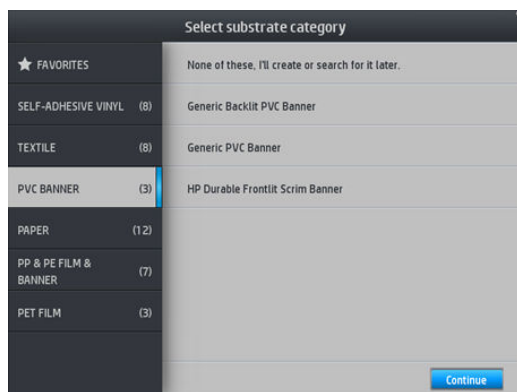 Select substrate category
FAVORITES
SELF-ADHESIVE VINYL (8)
TEXTILE (8)
PVC BANNER (3)
PAPER (12)
PP & PE FILM &
BANNER (7)
PET FILM (3)
None of these, I'll create or search for it later.
Generic Backlit PVC Banner
Generic PVC Banner
HP Durable Frontlit Scrim Banner
Continue